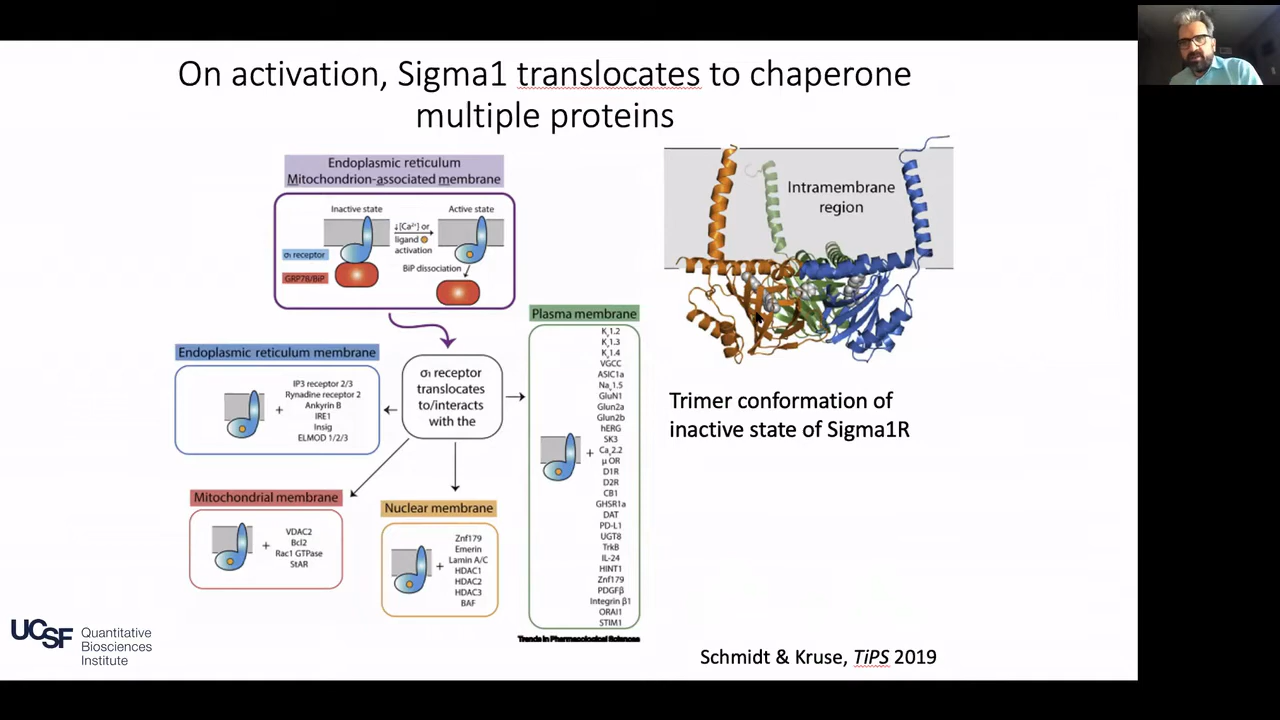 On activation, Sigma1 translocates to chaperone
multiple proteins
Endoplasmic reticulum
Mitochondrion-associated membrane
Inactive state
Active state
↓[Ca²⁺] or
ligand
activation
σ₁ receptor
GRP78/BiP
BiP dissociation
Endoplasmic reticulum membrane
+
IP3 receptor 2/3
Rynadine receptor 2
Ankyrin B
IRE1
Insig
ELMOD 1/2/3
σ₁ receptor
translocates
to/interacts
with the
Mitochondrial membrane
+
VDAC2
Bcl2
Rac1 GTPase
StAR
Nuclear membrane
+
Znf179
Emerin
Lamin A/C
HDAC1
HDAC2
HDAC3
BAF
Plasma membrane
+
Kv1.2
Kv1.3
Kv1.4
VGCC
ASIC1a
Nav1.5
GluN1
Glun2a
Glun2b
hERG
SK3
Cav2.2
μ OR
D1R
D2R
CB1
GHSR1a
DAT
PD-L1
UGT8
TrkB
IL-24
HINT1
Znf179
PDGFβ
Integrin β1
ORAI1
STIM1
Trends in Pharmacological Sciences
Intramembrane
region
Trimer conformation of
inactive state of Sigma1R
Schmidt & Kruse, TiPS 2019
UCSF
Quantitative
Biosciences
Institute